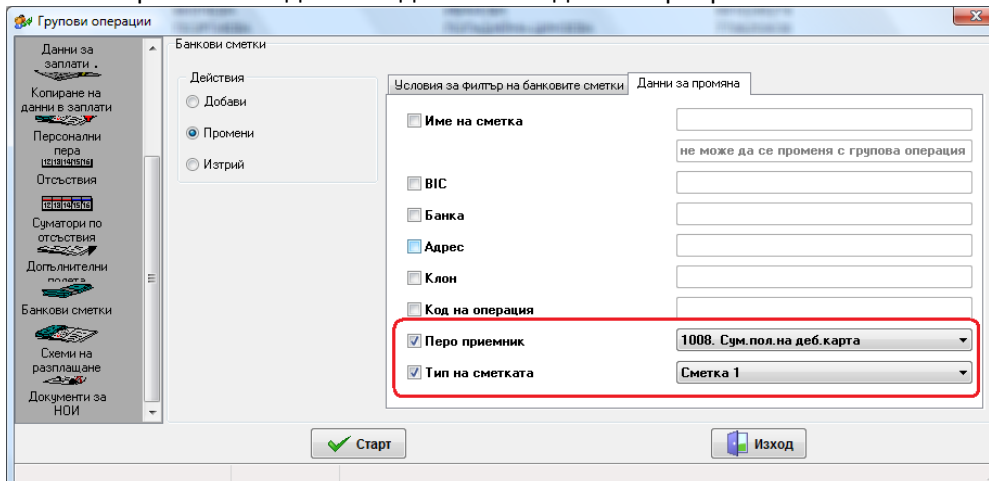 Групови операции
Данни за
заплати .
Копиране на
данни в заплати
Персонални
пера
Отсъствия
Суматори по
отсъствия
Допълнителни
полета
Банкови сметки
Схеми на
разплащане
Документи за
НОИ
Банкови сметки
Действия
Добави
Промени
Изтрий
Условия за филтър на банковите сметки
Данни за промяна
Име на сметка
не може да се променя с групова операция
BIC
Банка
Адрес
Клон
Код на операция
Перо приемник
1008. Сум.пол.на деб.карта
Тип на сметката
Сметка 1
Старт
Изход